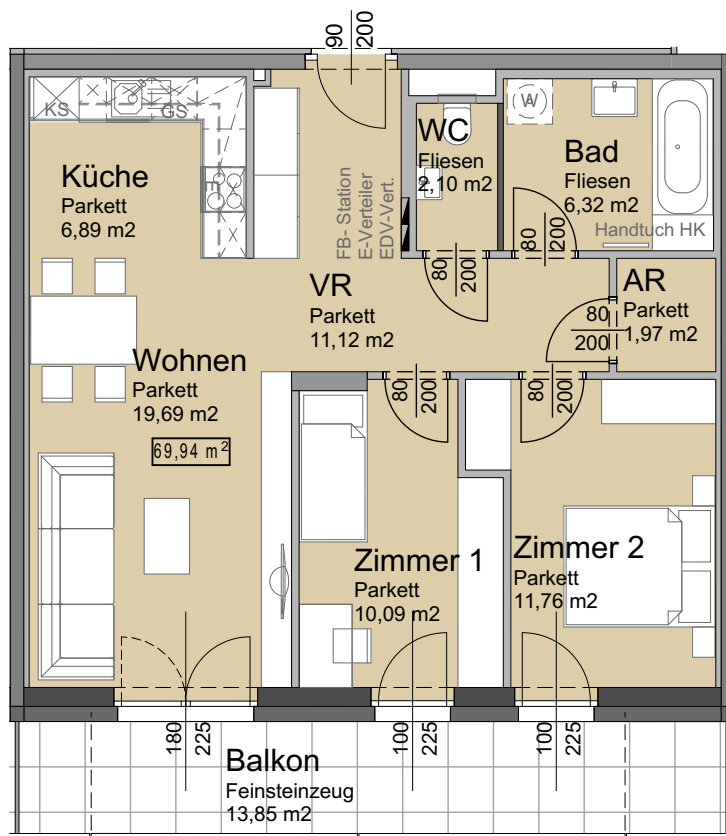 90
200
KS
GS
E
Küche
Parkett
6,89 m2
FB- Station
E-Verteiler
EDV-Vert.
WC
Fliesen
2,10 m2
W
Bad
Fliesen
6,32 m2
Handtuch HK
80
200
80
200
VR
Parkett
11,12 m2
AR
Parkett
1,97 m2
80
200
Wohnen
Parkett
19,69 m2
69,94 m²
80
200
80
200
Zimmer 1
Parkett
10,09 m2
Zimmer 2
Parkett
11,76 m2
180
225
100
225
100
225
Balkon
Feinsteinzeug
13,85 m2